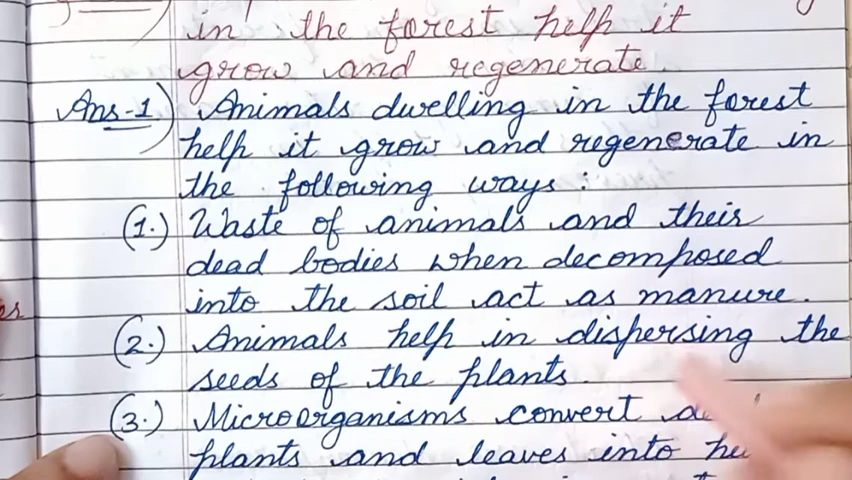 in the forest help it
grow and regenerate.
Ans-1) Animals dwelling in the forest
help it grow and regenerate in
the following ways:
(1.) Waste of animals and their
dead bodies when decomposed
into the soil act as manure.
(2.) Animals help in dispersing the
seeds of the plants.
(3.) Microorganisms convert
plants and leaves into